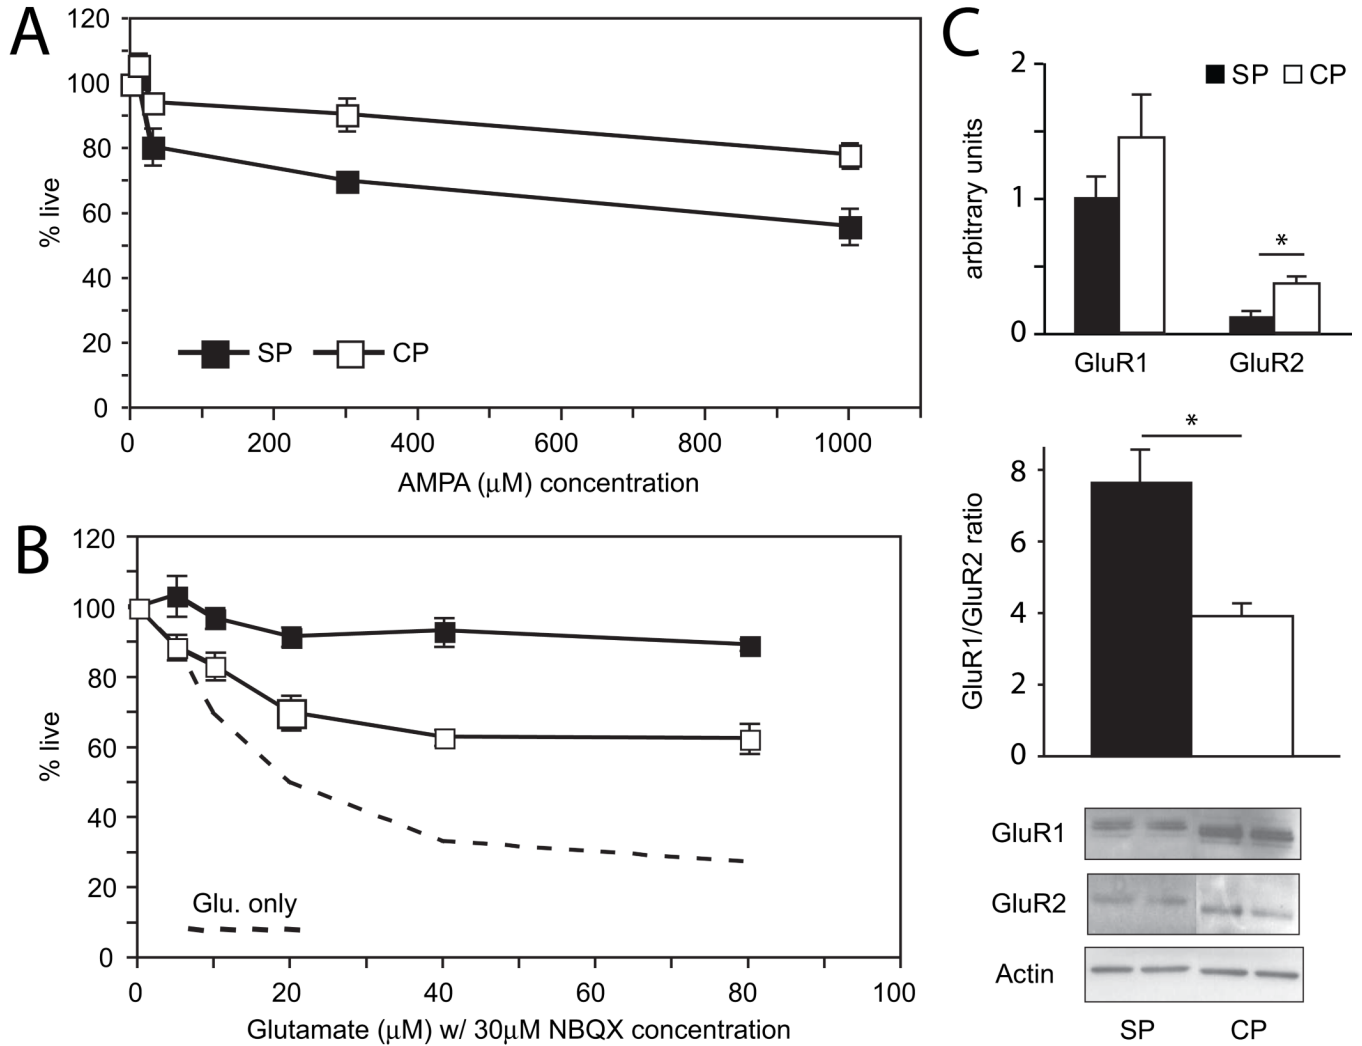 A
120
100
80
60
40
20
0
% live
SP CP
0 200 400 600 800 1000
AMPA (μM) concentration
B
120
100
80
60
40
20
0
% live
Glu. only
0 20 40 60 80 100
Glutamate (μM) w/ 30μM NBQX concentration
C
2
1
0
arbitrary units
SP CP
*
GluR1 GluR2
*
8
6
4
2
0
GluR1/GluR2 ratio
GluR1
GluR2
Actin
SP CP